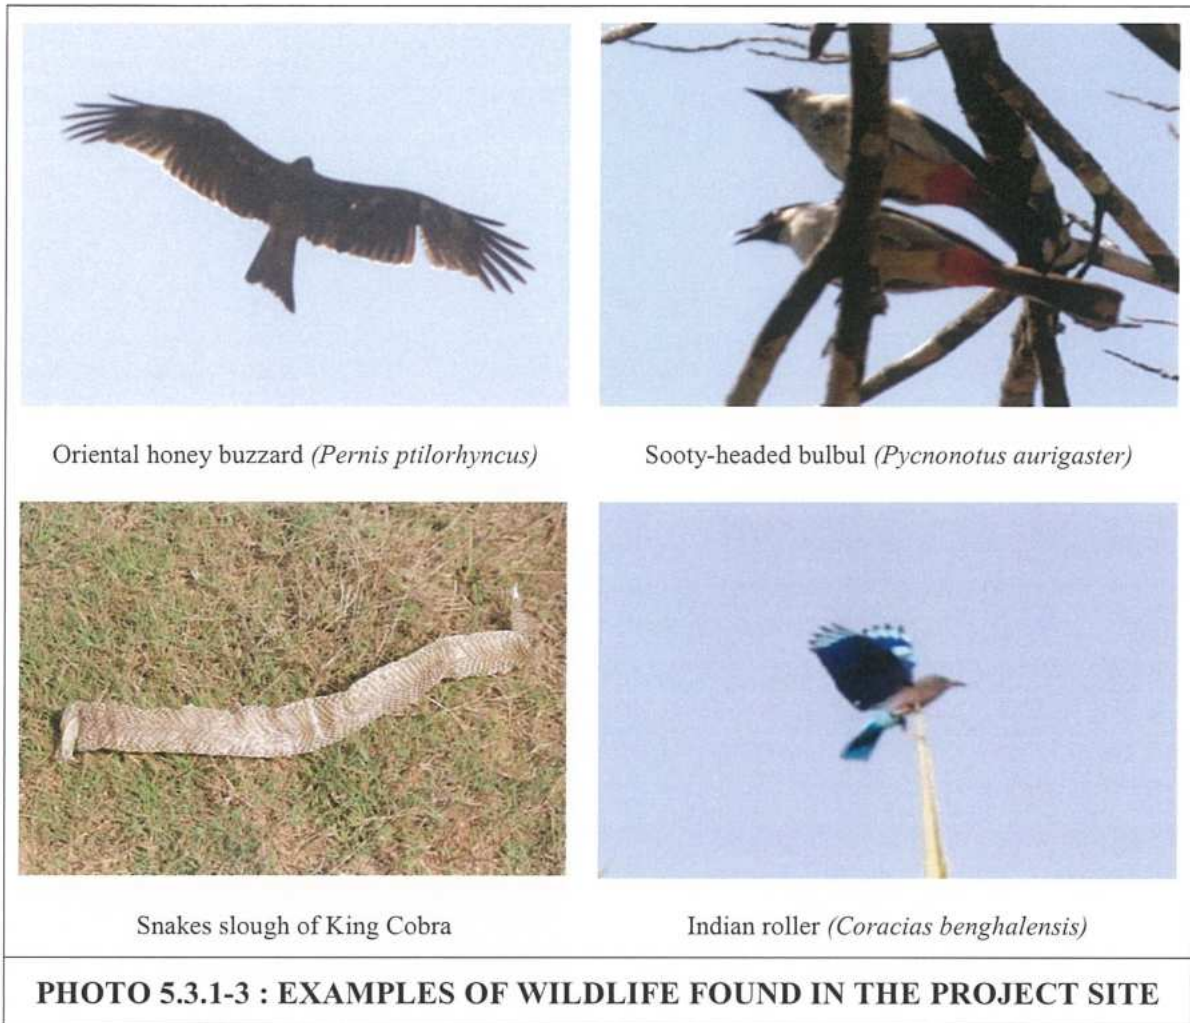 Oriental honey buzzard (Pernis ptilorhyncus)
Sooty-headed bulbul (Pycnonotus aurigaster)
Snakes slough of King Cobra
Indian roller (Coracias benghalensis)
PHOTO 5.3.1-3 : EXAMPLES OF WILDLIFE FOUND IN THE PROJECT SITE